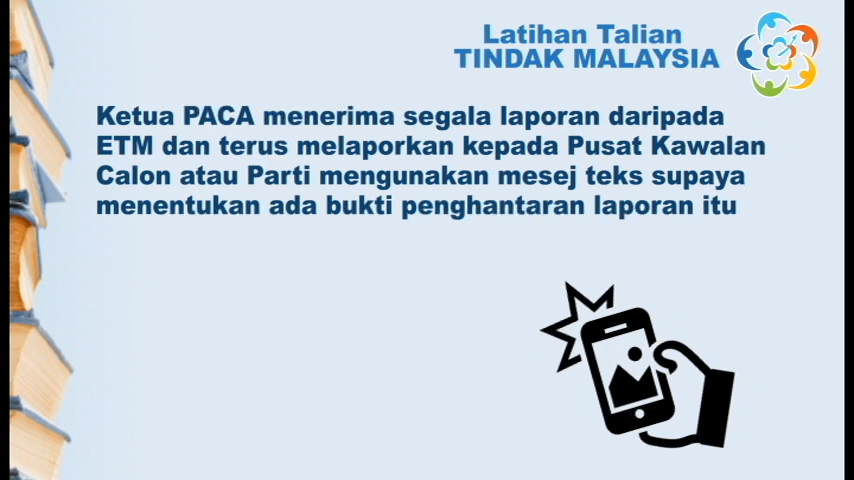 Latihan Talian
TINDAK MALAYSIA
Ketua PACA menerima segala laporan daripada
ETM dan terus melaporkan kepada Pusat Kawalan
Calon atau Parti mengunakan mesej teks supaya
menentukan ada bukti penghantaran laporan itu